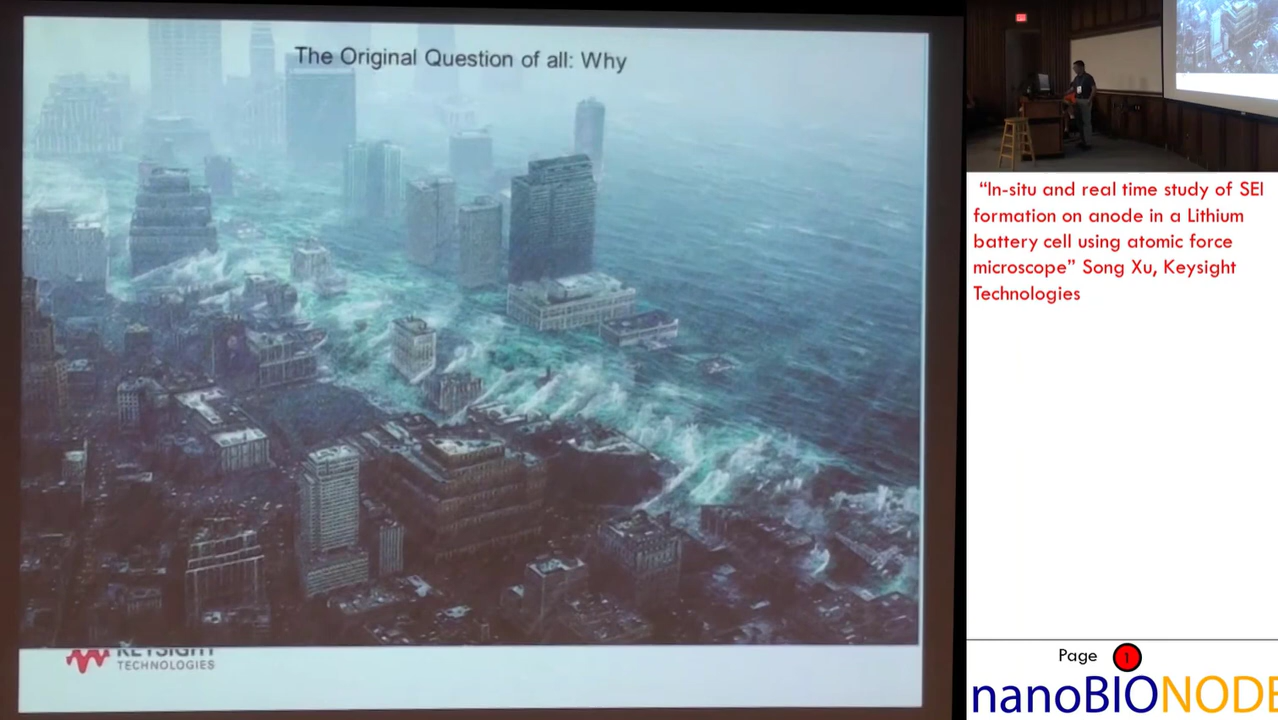 The Original Question of all: Why
KEYSIGHT
TECHNOLOGIES
“In-situ and real time study of SEI
formation on anode in a Lithium
battery cell using atomic force
microscope” Song Xu, Keysight
Technologies
Page 1
nanoBIONODE